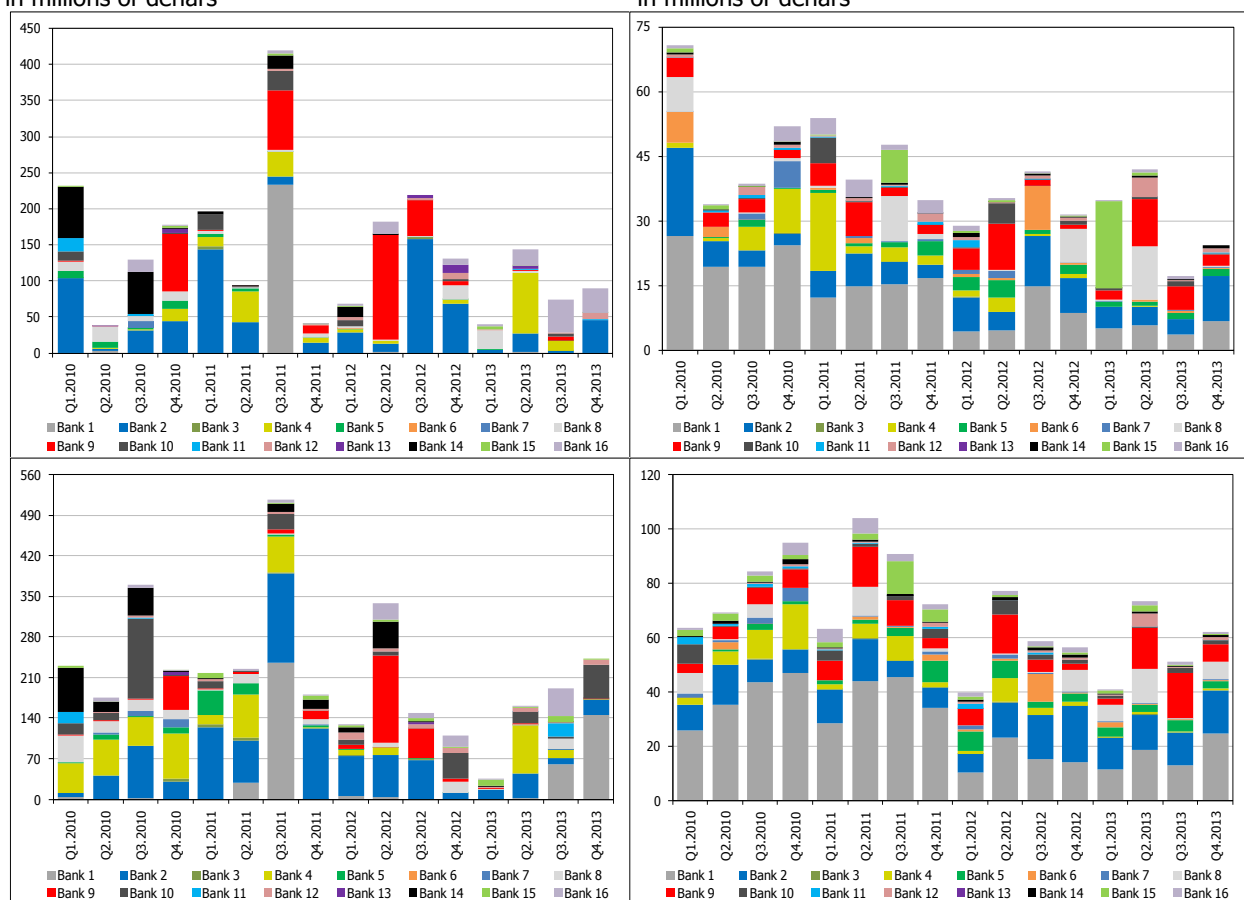 in millions of denars
in millions of denars
450
400
350
300
250
200
150
100
50
0
Q1.2010 Q2.2010 Q3.2010 Q4.2010 Q1.2011 Q2.2011 Q3.2011 Q4.2011 Q1.2012 Q2.2012 Q3.2012 Q4.2012 Q1.2013 Q2.2013 Q3.2013 Q4.2013
Bank 1 Bank 2 Bank 3 Bank 4 Bank 5 Bank 6 Bank 7 Bank 8
Bank 9 Bank 10 Bank 11 Bank 12 Bank 13 Bank 14 Bank 15 Bank 16
75
60
45
30
15
0
Q1.2010 Q2.2010 Q3.2010 Q4.2010 Q1.2011 Q2.2011 Q3.2011 Q4.2011 Q1.2012 Q2.2012 Q3.2012 Q4.2012 Q1.2013 Q2.2013 Q3.2013 Q4.2013
Bank 1 Bank 2 Bank 3 Bank 4 Bank 5 Bank 6 Bank 7 Bank 8
Bank 9 Bank 10 Bank 11 Bank 12 Bank 13 Bank 14 Bank 15 Bank 16
560
490
420
350
280
210
140
70
0
Q1.2010 Q2.2010 Q3.2010 Q4.2010 Q1.2011 Q2.2011 Q3.2011 Q4.2011 Q1.2012 Q2.2012 Q3.2012 Q4.2012 Q1.2013 Q2.2013 Q3.2013 Q4.2013
Bank 1 Bank 2 Bank 3 Bank 4 Bank 5 Bank 6 Bank 7 Bank 8
Bank 9 Bank 10 Bank 11 Bank 12 Bank 13 Bank 14 Bank 15 Bank 16
120
100
80
60
40
20
0
Q1.2010 Q2.2010 Q3.2010 Q4.2010 Q1.2011 Q2.2011 Q3.2011 Q4.2011 Q1.2012 Q2.2012 Q3.2012 Q4.2012 Q1.2013 Q2.2013 Q3.2013 Q4.2013
Bank 1 Bank 2 Bank 3 Bank 4 Bank 5 Bank 6 Bank 7 Bank 8
Bank 9 Bank 10 Bank 11 Bank 12 Bank 13 Bank 14 Bank 15 Bank 16